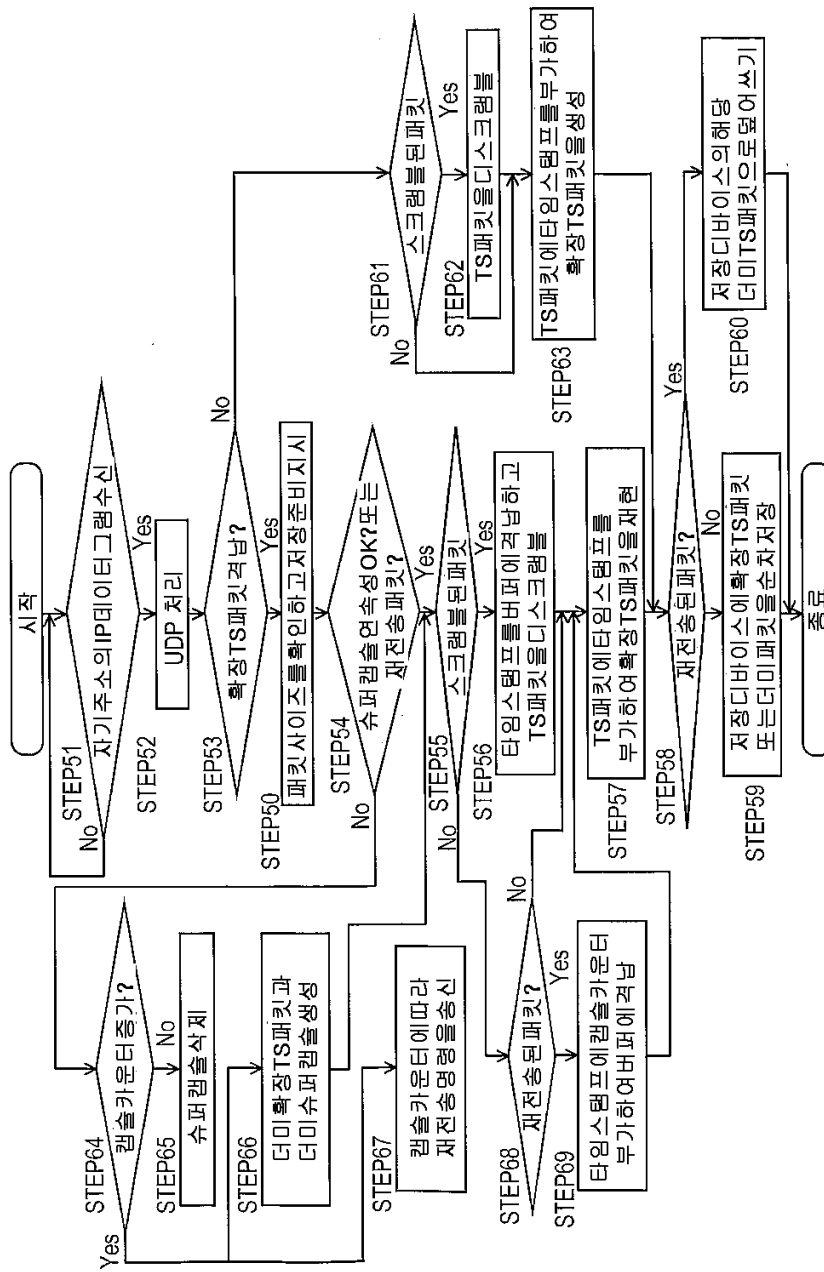 시작
STEP51
자기주소의IP데이터그램수신
No
Yes
STEP52
UDP 처리
STEP53
확장TS패킷격납?
No
Yes
STEP50
패킷사이즈를확인하고저장준비지시
STEP54
슈퍼캡슐연속성OK?또는
재전송패킷?
No
Yes
STEP55
스크램블된패킷
No
Yes
STEP56
타임스탬프를버퍼에격납하고
TS패킷을디스크램블
STEP57
TS패킷에타임스탬프를
부가하여확장TS패킷을재현
STEP58
재전송된패킷?
Yes
No
STEP59
저장디바이스에확장TS패킷
또는더미패킷을순차저장
종료
STEP61
스크램블된패킷
No
Yes
STEP62
TS패킷을디스크램블
STEP63
TS패킷에타임스탬프를부가하여
확장TS패킷을생성
STEP60
저장디바이스의해당
더미TS패킷으로덮어쓰기
STEP64
캡슐카운터증가?
Yes
No
STEP65
슈퍼캡슐삭제
STEP66
더미확장TS패킷과
더미슈퍼캡슐생성
STEP67
캡슐카운터에따라
재전송명령을송신
STEP68
재전송된패킷?
No
Yes
STEP69
타임스탬프에캡슐카운터
부가하여버퍼에격납